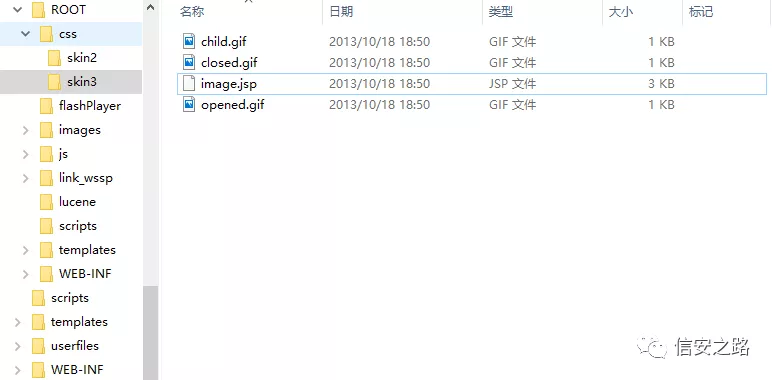 ROOT
css
skin2
skin3
flashPlayer
images
js
link_wssp
lucene
scripts
templates
WEB-INF
scripts
templates
userfiles
WEB-INF
名称 日期 类型 大小 标记
child.gif 2013/10/18 18:50 GIF 文件 1 KB
closed.gif 2013/10/18 18:50 GIF 文件 1 KB
image.jsp 2013/10/18 18:50 JSP 文件 3 KB
opened.gif 2013/10/18 18:50 GIF 文件 1 KB
信安之路